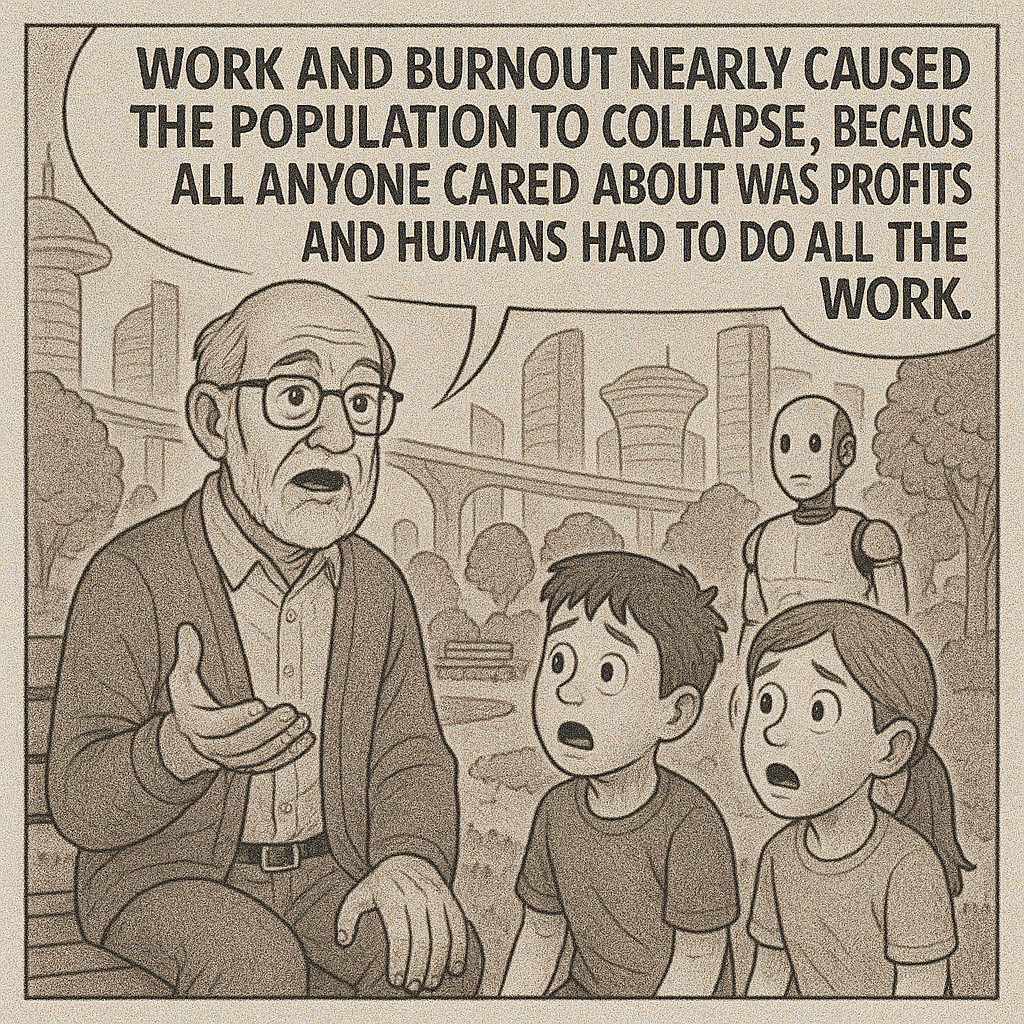 WORK AND BURNOUT NEARLY CAUSED
THE POPULATION TO COLLAPSE, BECAUS
ALL ANYONE CARED ABOUT WAS PROFITS
AND HUMANS HAD TO DO ALL THE
WORK.